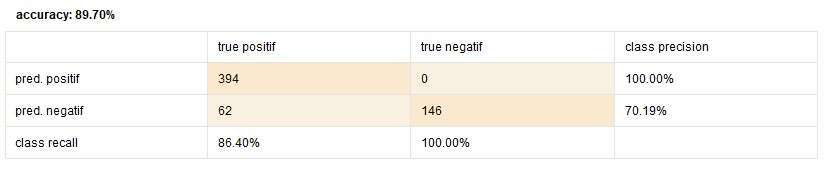 accuracy: 89.70%
true positif true negatif class precision
pred. positif 394 0 100.00%
pred. negatif 62 146 70.19%
class recall 86.40% 100.00%